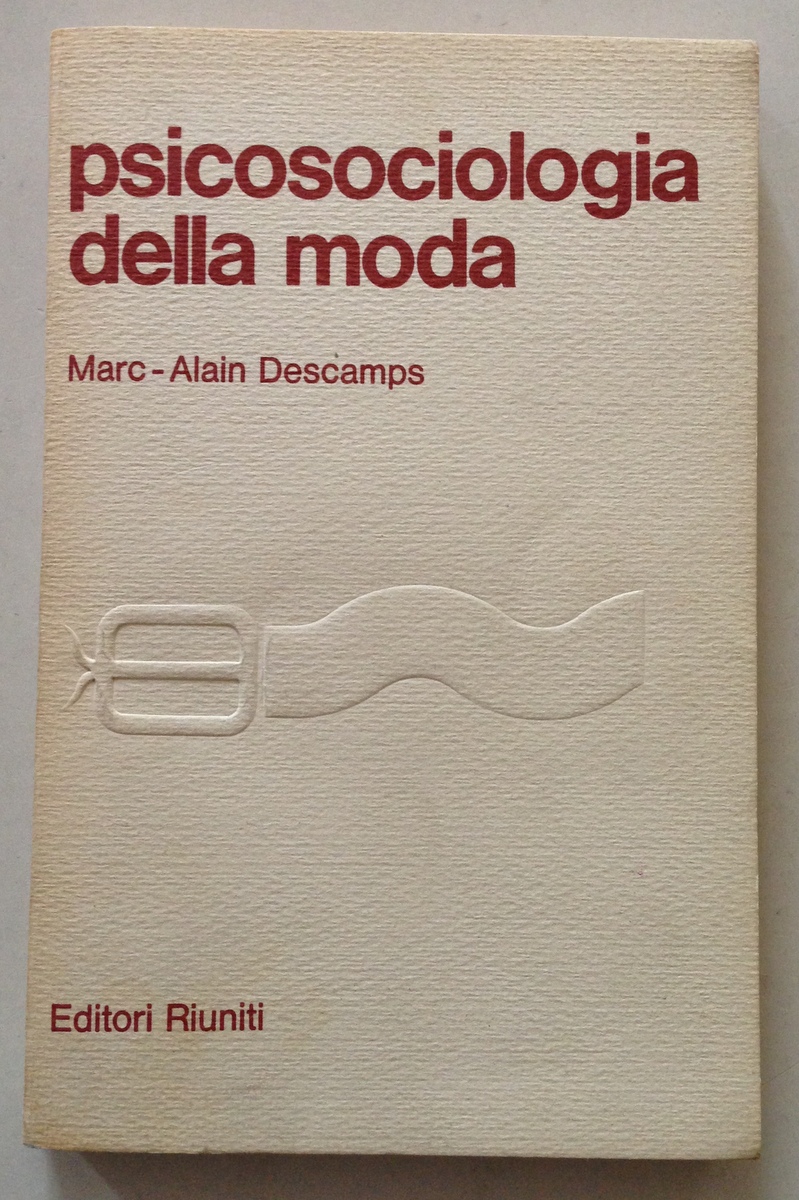 psicosociologia
della moda
Marc-Alain Descamps
Editori Riuniti